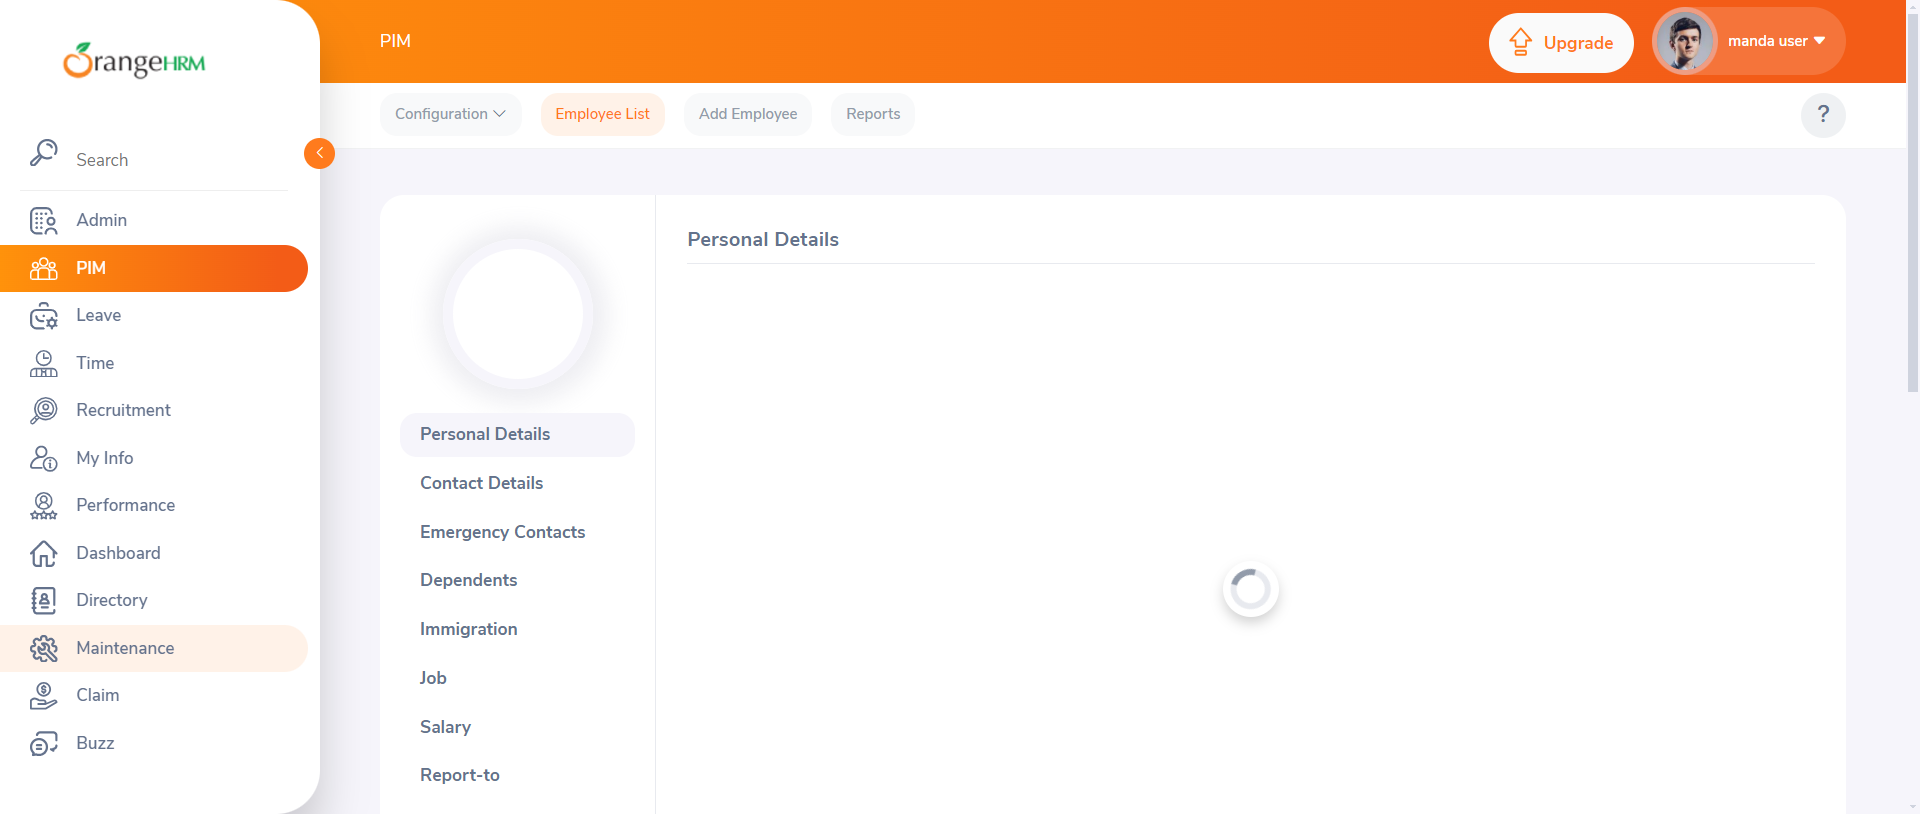 OrangeHRM
Search
Admin
PIM
Leave
Time
Recruitment
My Info
Performance
Dashboard
Directory
Maintenance
Claim
Buzz
PIM
Upgrade
manda user
Configuration
Employee List
Add Employee
Reports
?
Personal Details
Contact Details
Emergency Contacts
Dependents
Immigration
Job
Salary
Report-to
Personal Details